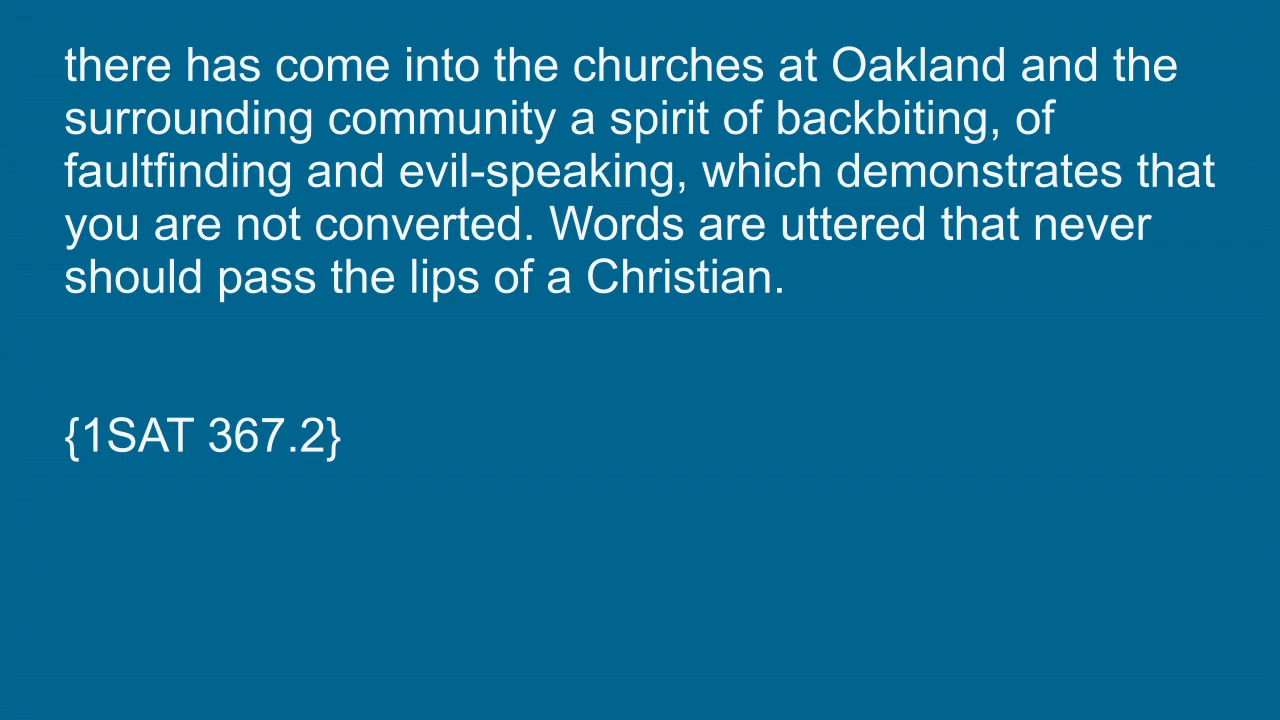 there has come into the churches at Oakland and the
surrounding community a spirit of backbiting, of
faultfinding and evil-speaking, which demonstrates that
you are not converted. Words are uttered that never
should pass the lips of a Christian.
{1SAT 367.2}